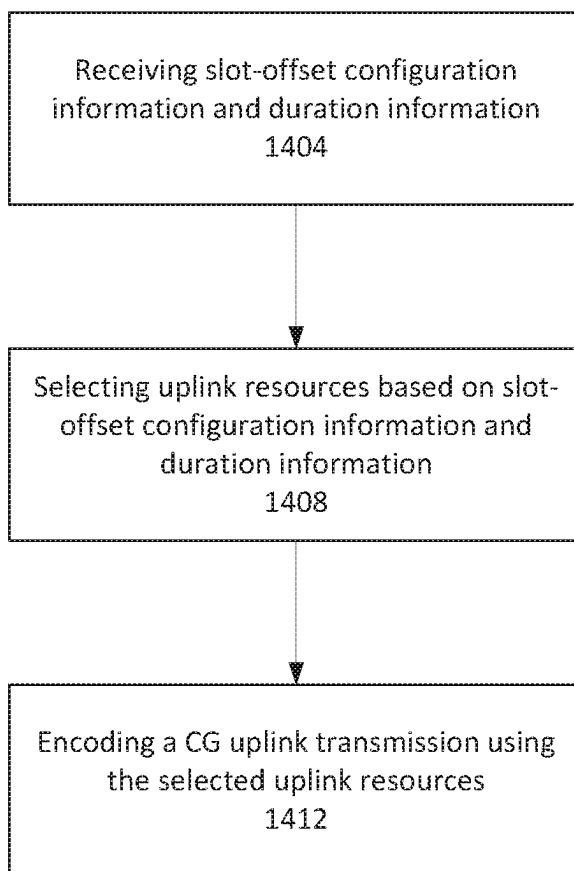 Receiving slot-offset configuration
information and duration information
1404
Selecting uplink resources based on slot-
offset configuration information and
duration information
1408
Encoding a CG uplink transmission using
the selected uplink resources
1412